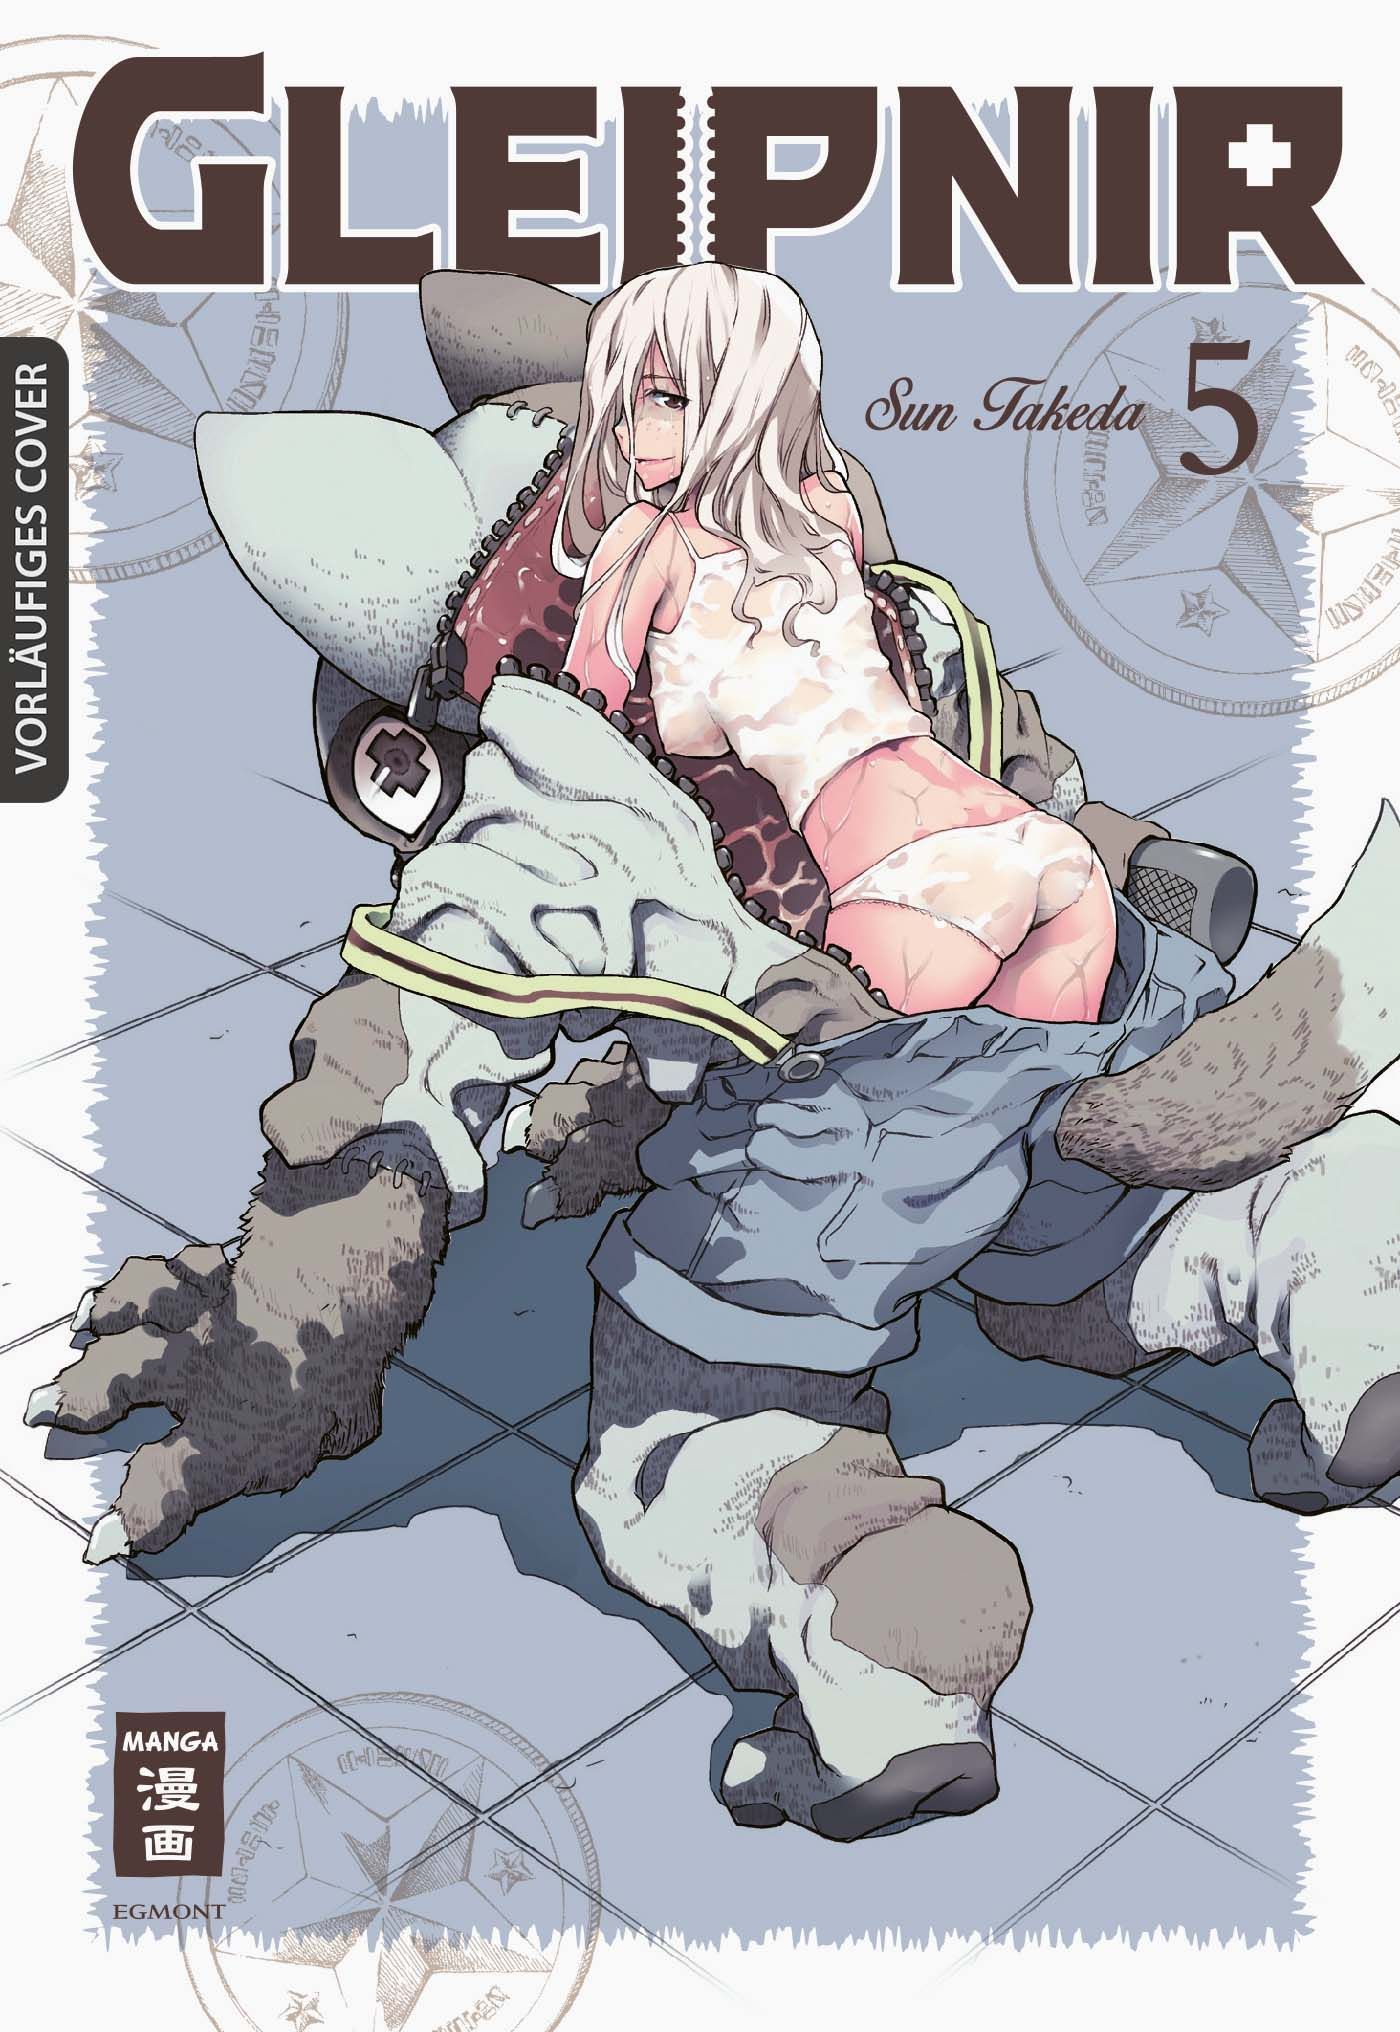 GLEIPNIR
Sun Takeda
5
VORLÄUFIGES COVER
MANGA
漫
画
EGMONT